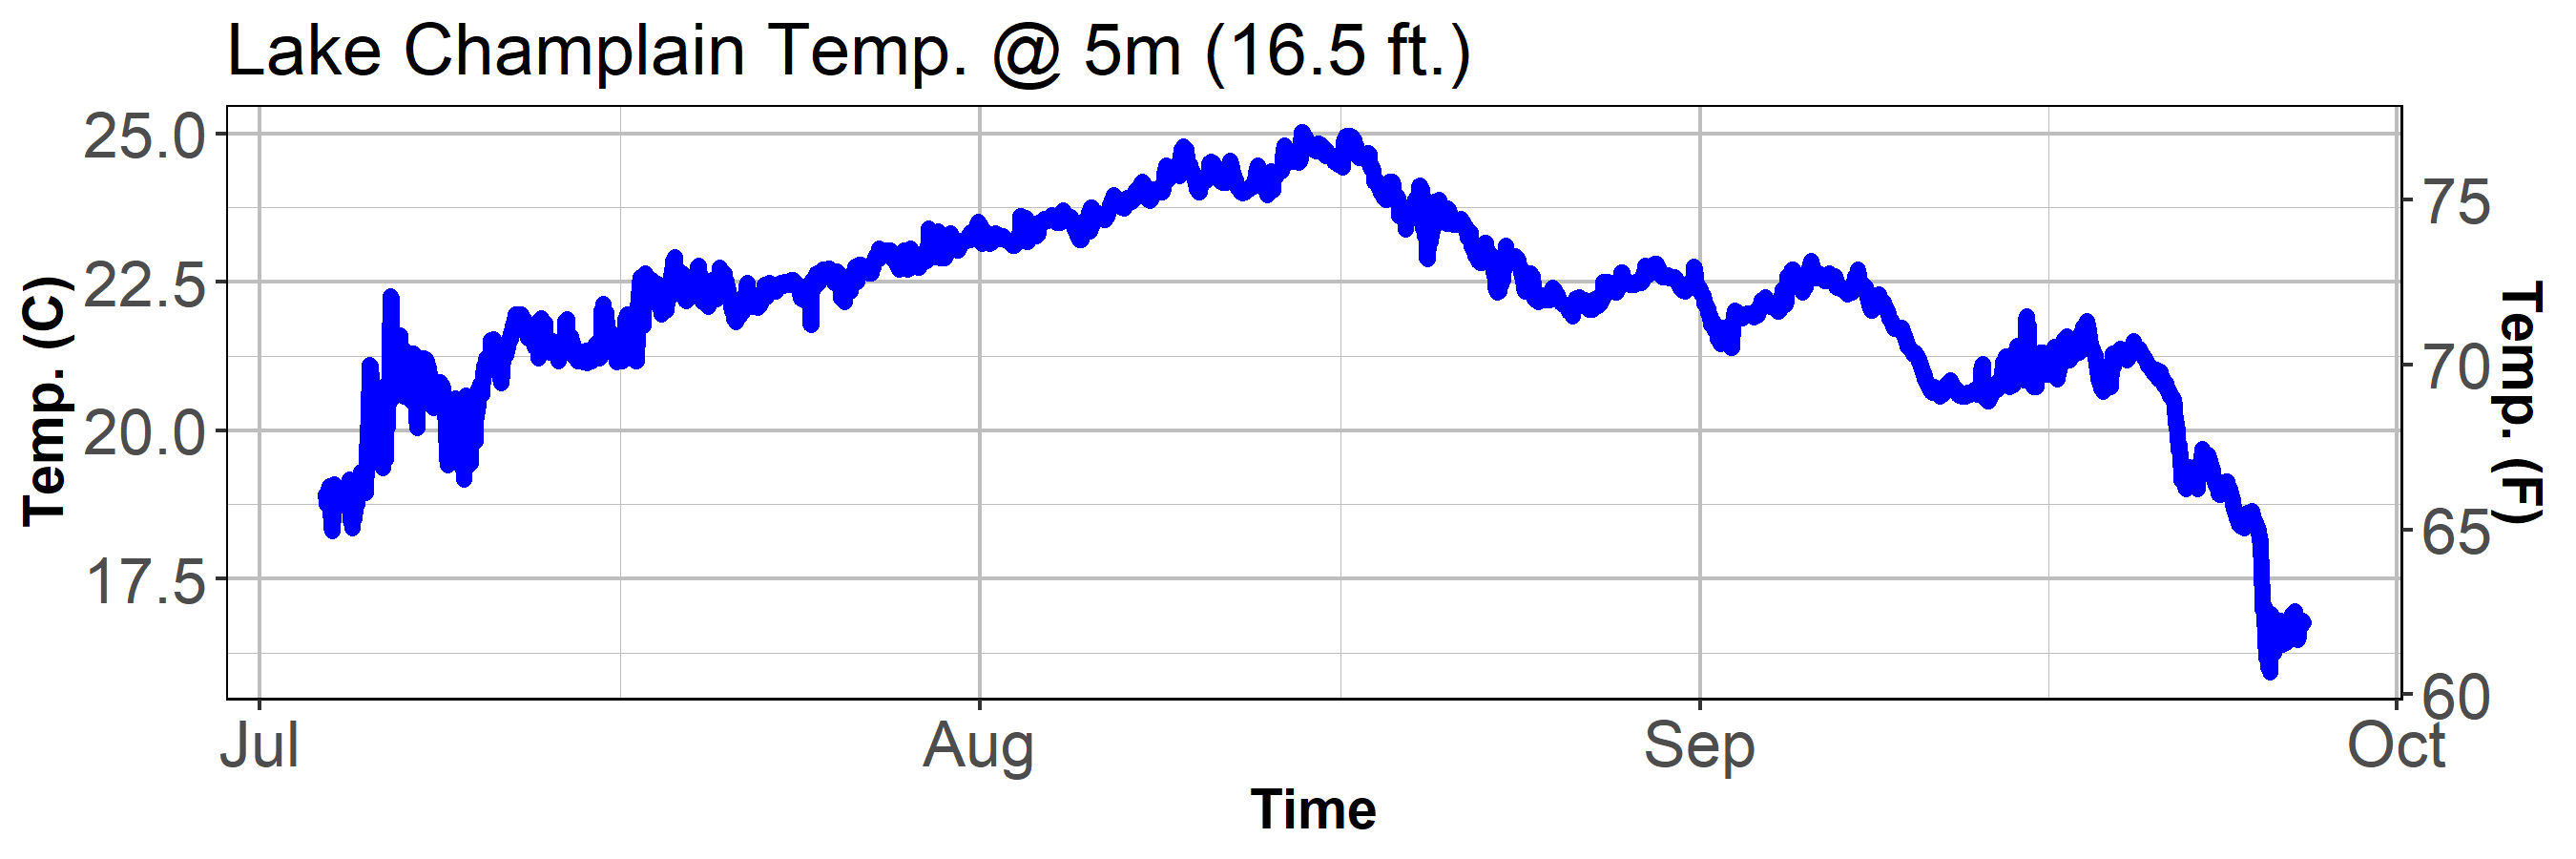 Lake Champlain Temp. @ 5m (16.5 ft.)
Temp. (C)
25.0
22.5
20.0
17.5
75
70
65
60
Temp. (F)
Jul Aug Sep Oct
Time